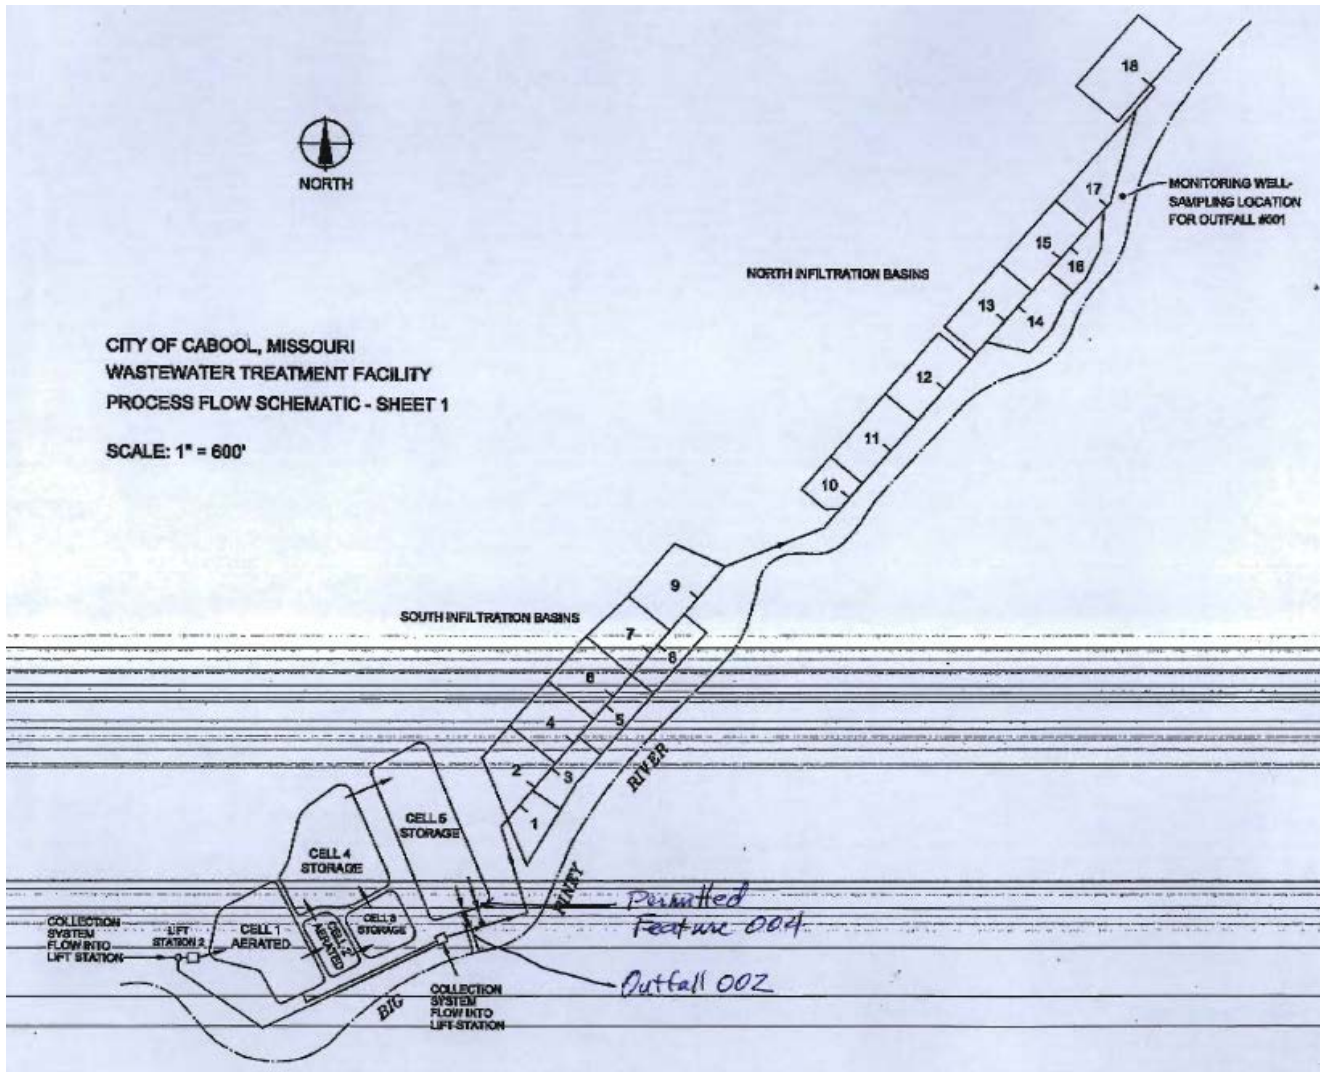 NORTH
CITY OF CABOOL, MISSOURI
WASTEWATER TREATMENT FACILITY
PROCESS FLOW SCHEMATIC - SHEET 1
SCALE: 1" = 600'
18
17
MONITORING WELL-
SAMPLING LOCATION
FOR OUTFALL #001
15
16
NORTH INFILTRATION BASINS
13
14
12
11
10
9
SOUTH INFILTRATION BASINS
7
8
6
5
4
3
2
1
RIVER
PINEY
BIG
CELL 5
STORAGE
CELL 4
STORAGE
CELL 3
STORAGE
CELL 2
AERATED
CELL 1
AERATED
LIFT
STATION 2
COLLECTION
SYSTEM
FLOW INTO
LIFT STATION
COLLECTION
SYSTEM
FLOW INTO
LIFT STATION
Permitted
Feature 004
Outfall 002